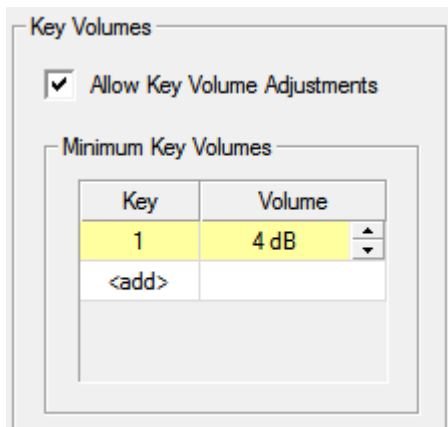 Key Volumes
Allow Key Volume Adjustments
Minimum Key Volumes
Key Volume
1 4 dB
<add>